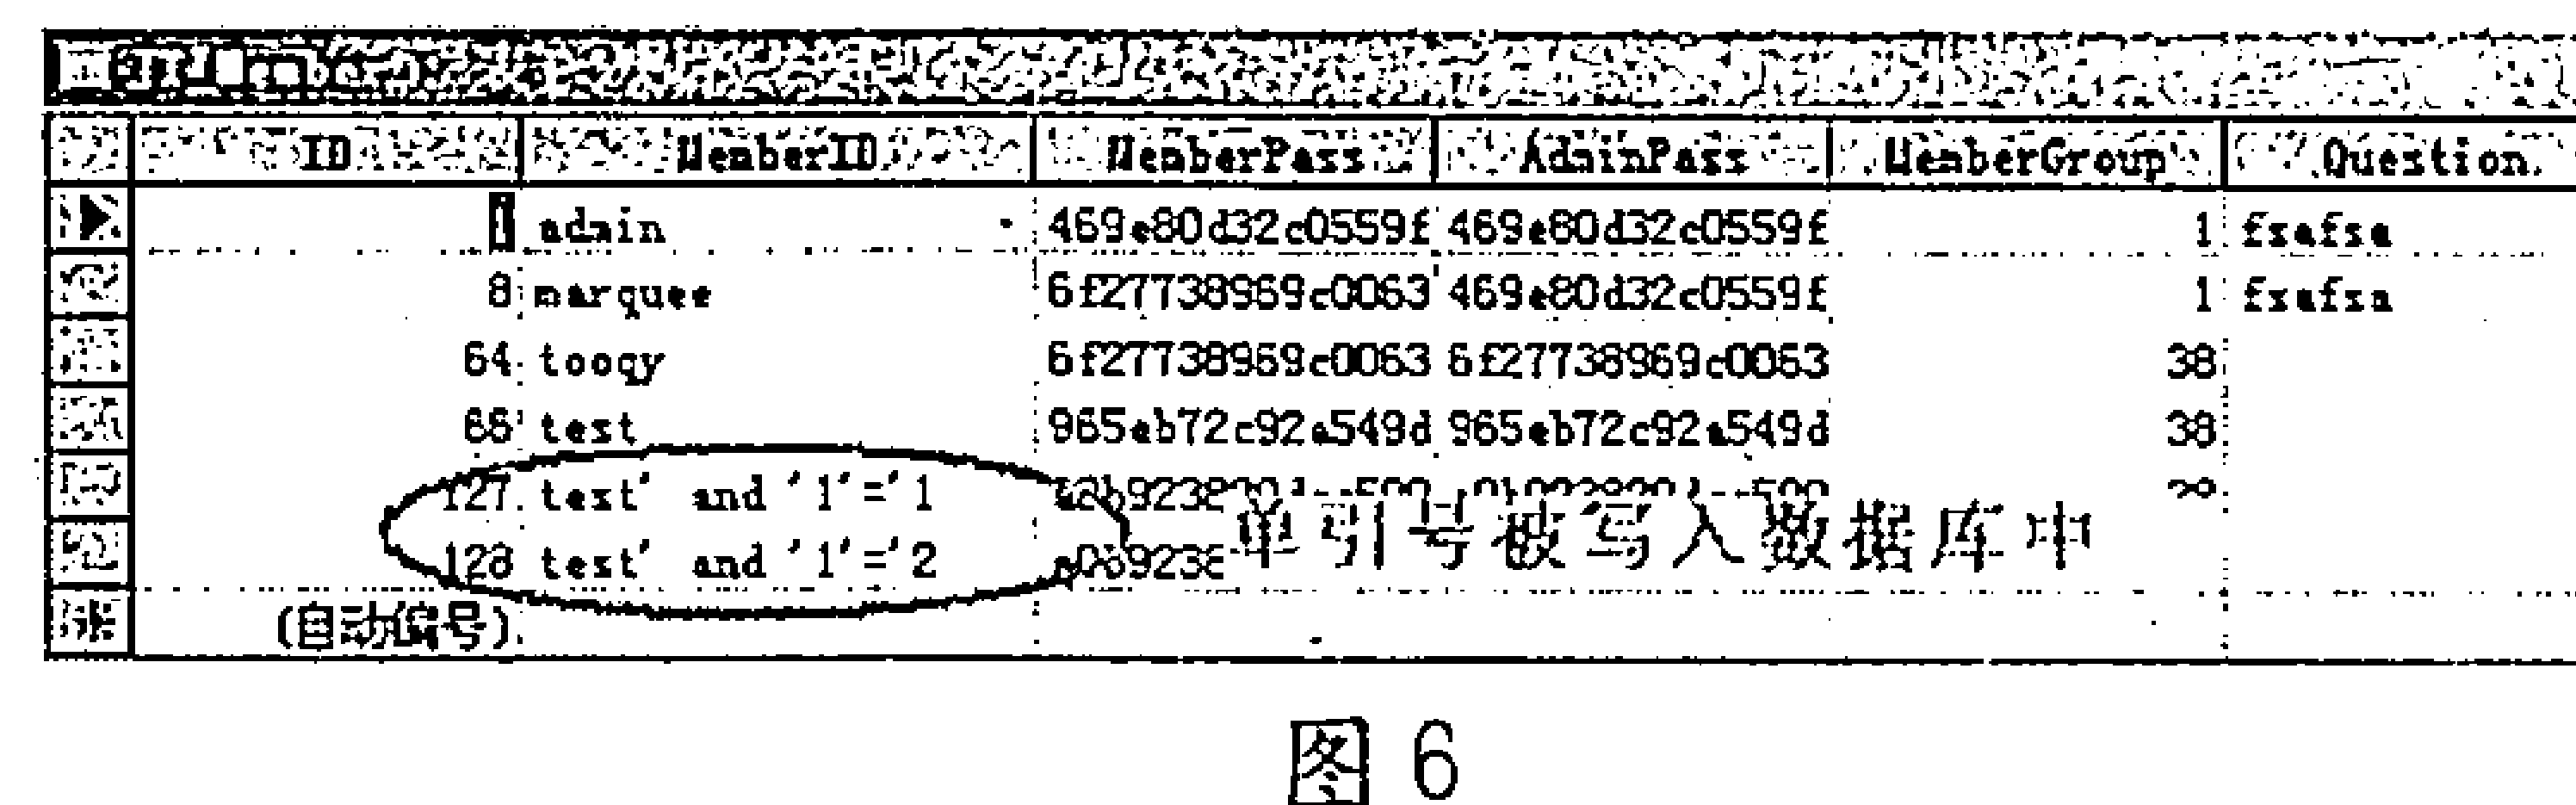 ID MemberID MemberPass AdminPass MemberGroup Question
1 admin 469e80d32c0559f 469e80d32c0559f 1 fsafsa
8 marquee 6f27738969c0063 469e80d32c0559f 1 fsafsa
64 tooqy 6f27738969c0063 6f27738969c0063 38
test 965eb72c92a549d 965eb72c92a549d 38
127 test' and '1'='1
128 test' and '1'='2
单引号被写入数据库中
(自动编号)
图 6